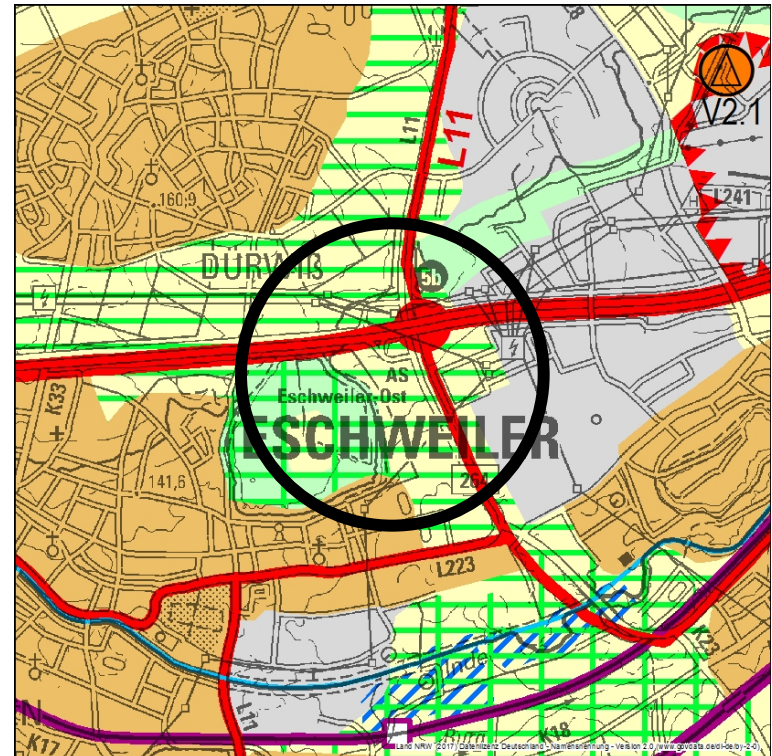 L11
L11
V2.1
L241
H
160,9
DÜRWIß
5b
AS
Eschweiler-Ost
ESCHWEILER
K33
141,6
264
L223
K23
Inde
L11
N
K17
K38
Land NRW (2017) Datenlizenz Deutschland - Namensnennung - Version 2.0 (www.govdata.de/dl-de/by-2-0)